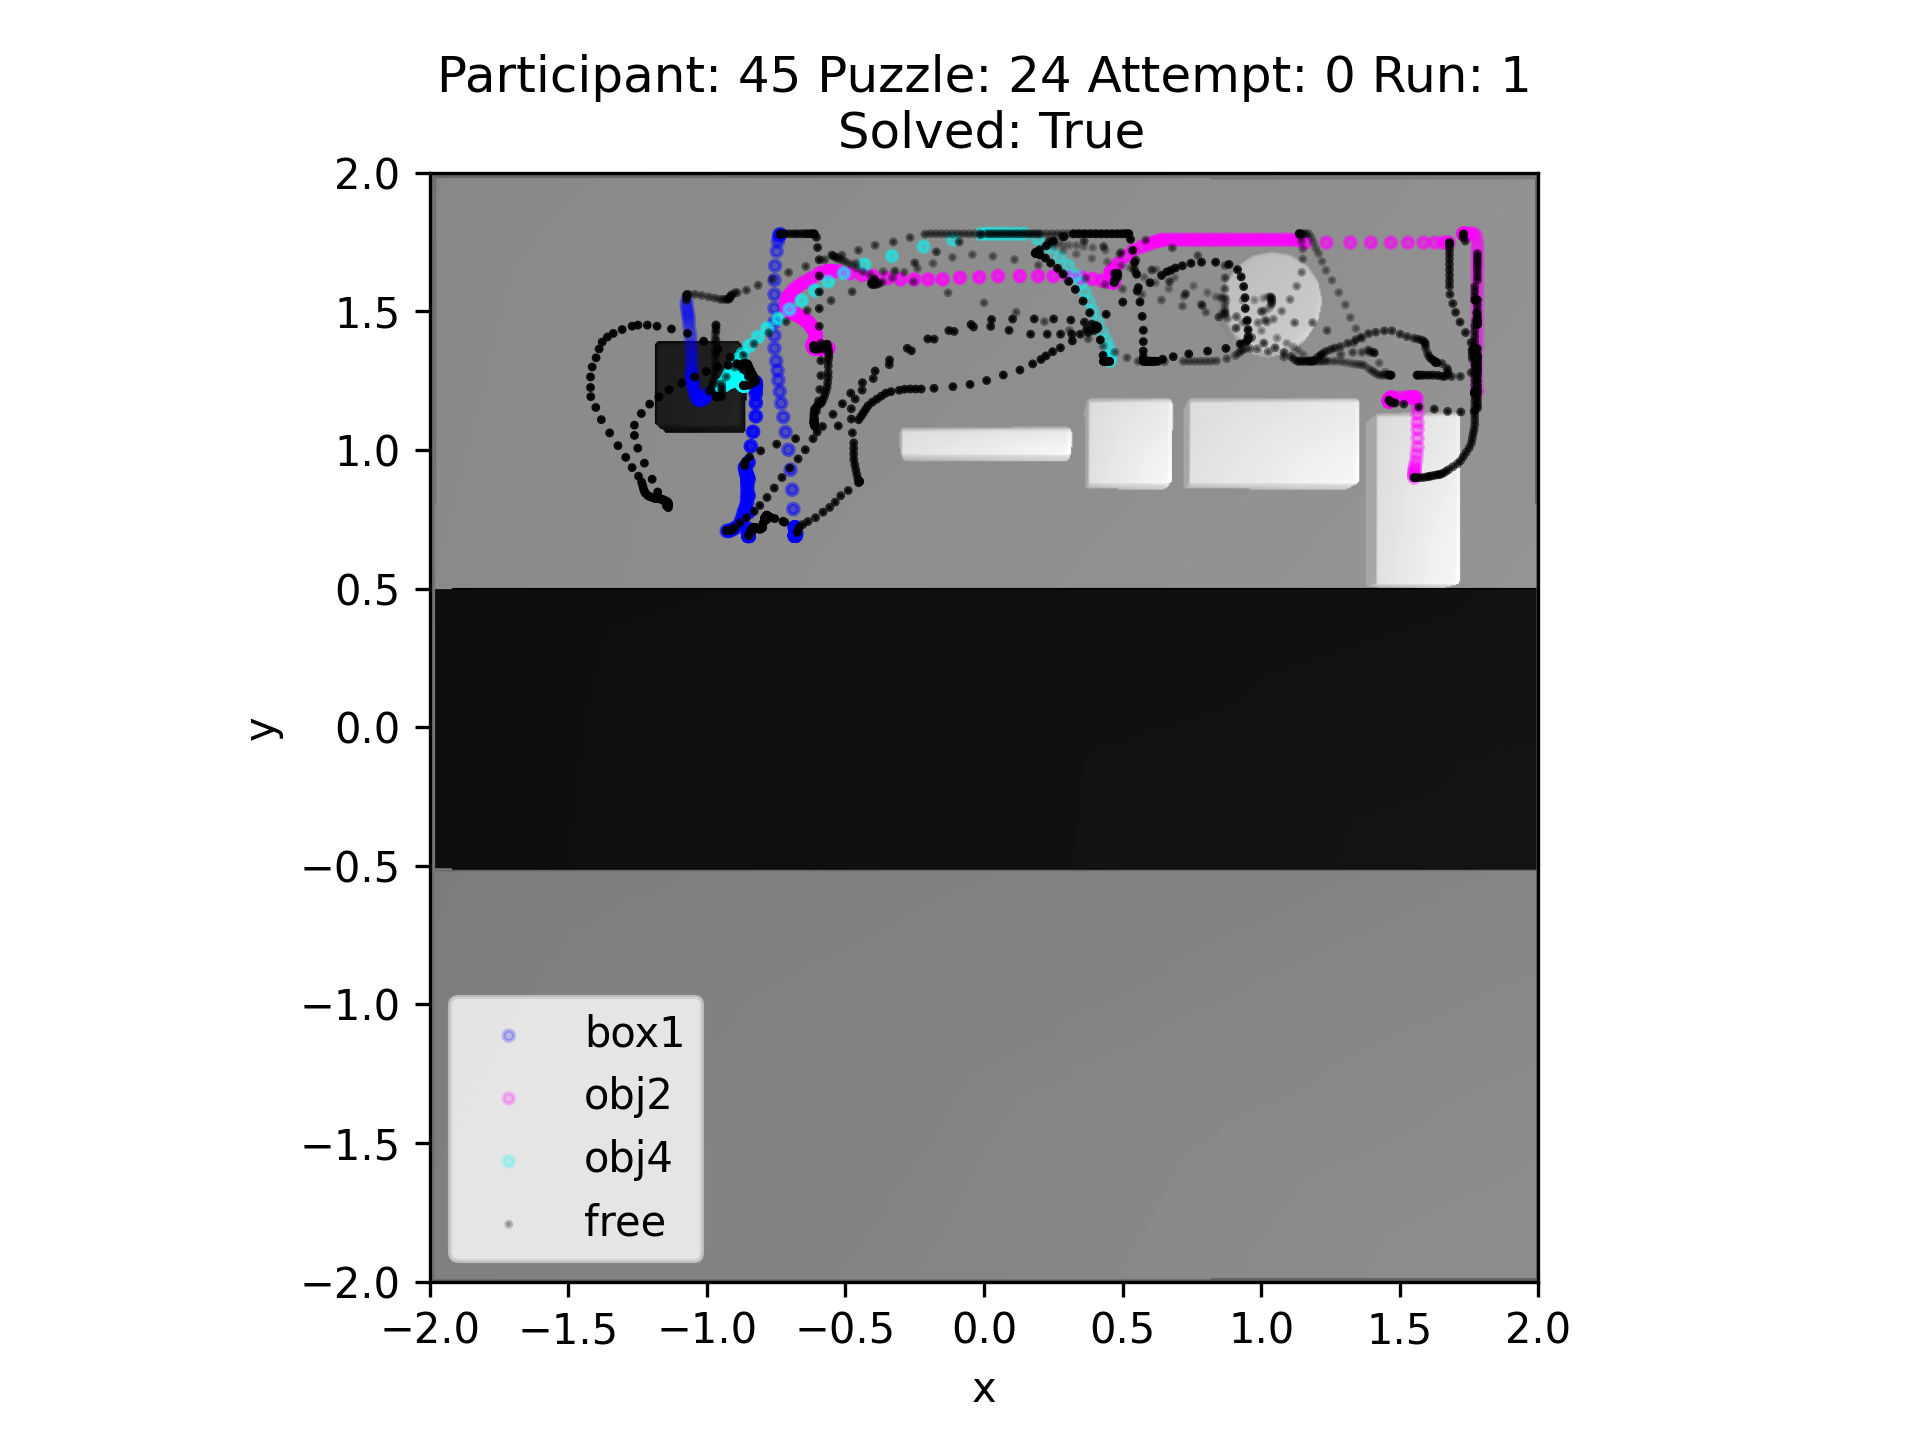 Participant: 45 Puzzle: 24 Attempt: 0 Run: 1
Solved: True
2.0
1.5
1.0
0.5
0.0
−0.5
−1.0
−1.5
−2.0
y
box1
obj2
obj4
free
−2.0 −1.5 −1.0 −0.5 0.0 0.5 1.0 1.5 2.0
x